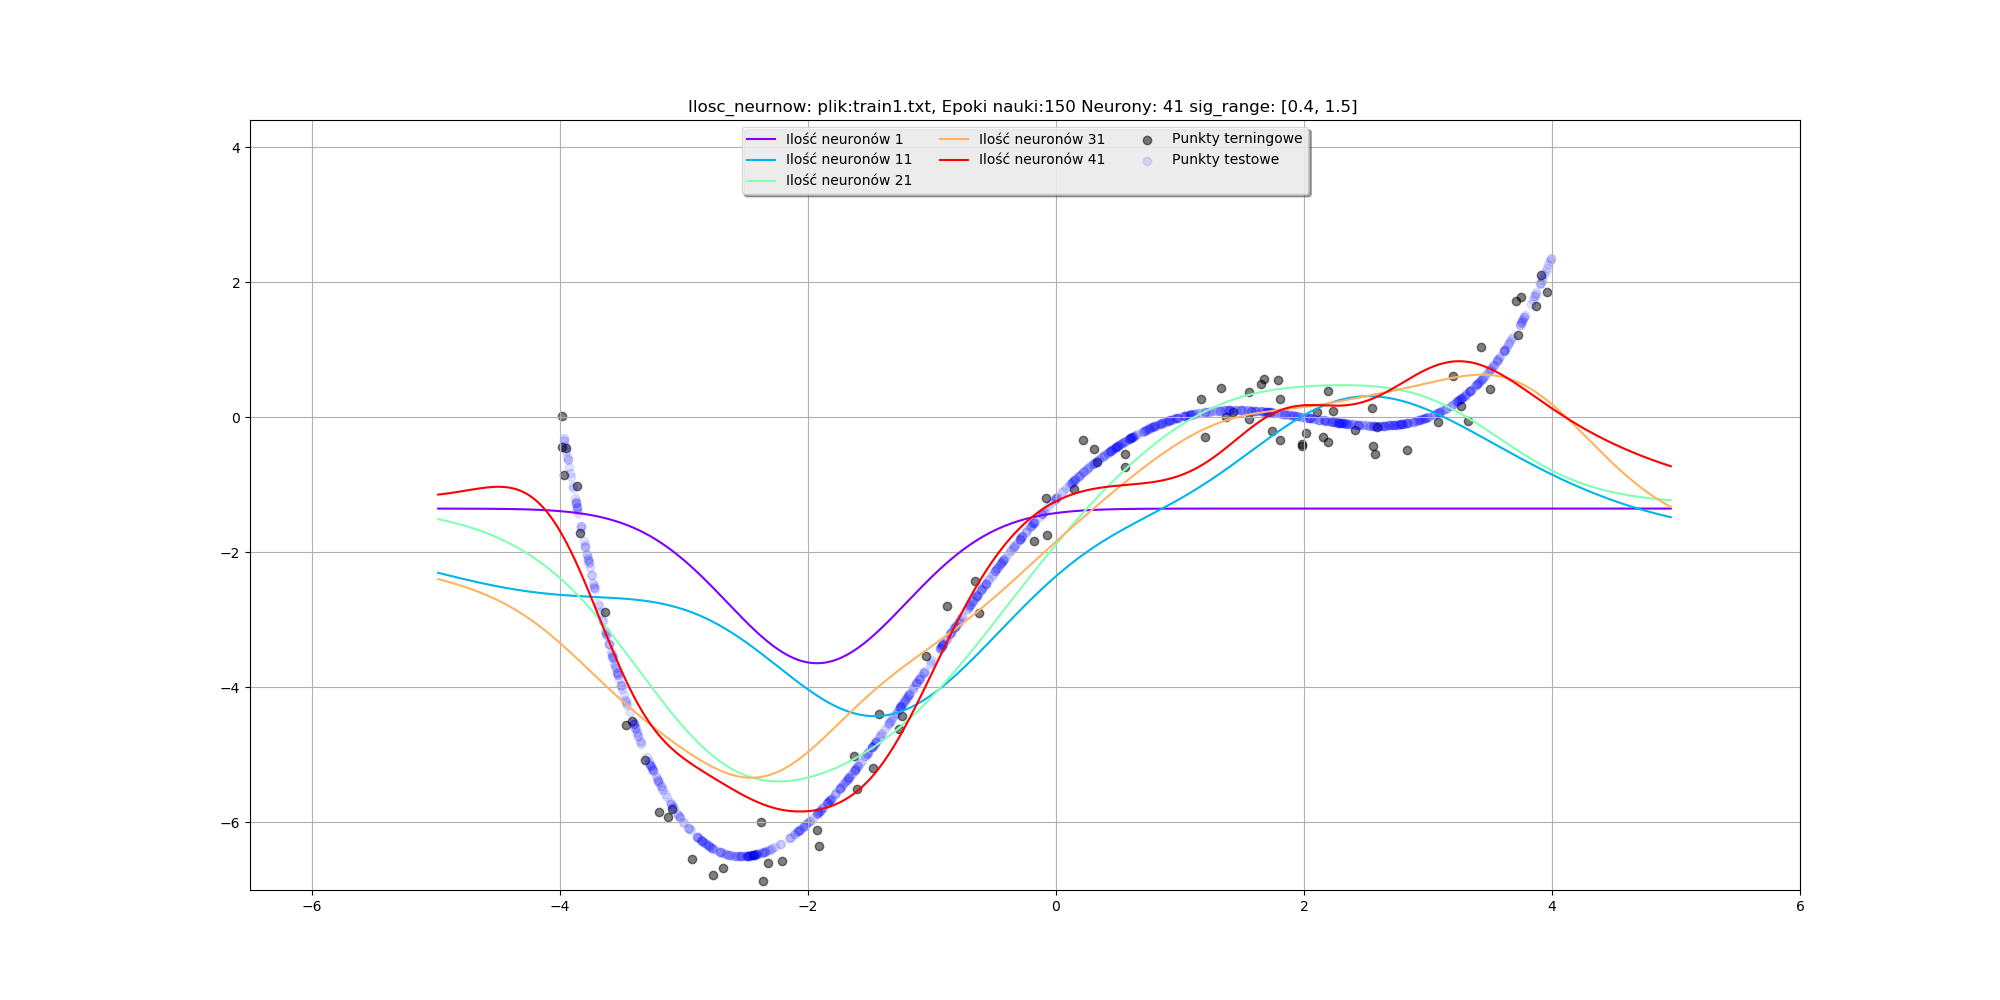 Ilosc_neurnow: plik:train1.txt, Epoki nauki:150 Neurony: 41 sig_range: [0.4, 1.5]
Ilość neuronów 1
Ilość neuronów 11
Ilość neuronów 21
Ilość neuronów 31
Ilość neuronów 41
Punkty terningowe
Punkty testowe
4
2
0
−2
−4
−6
−6
−4
−2
0
2
4
6